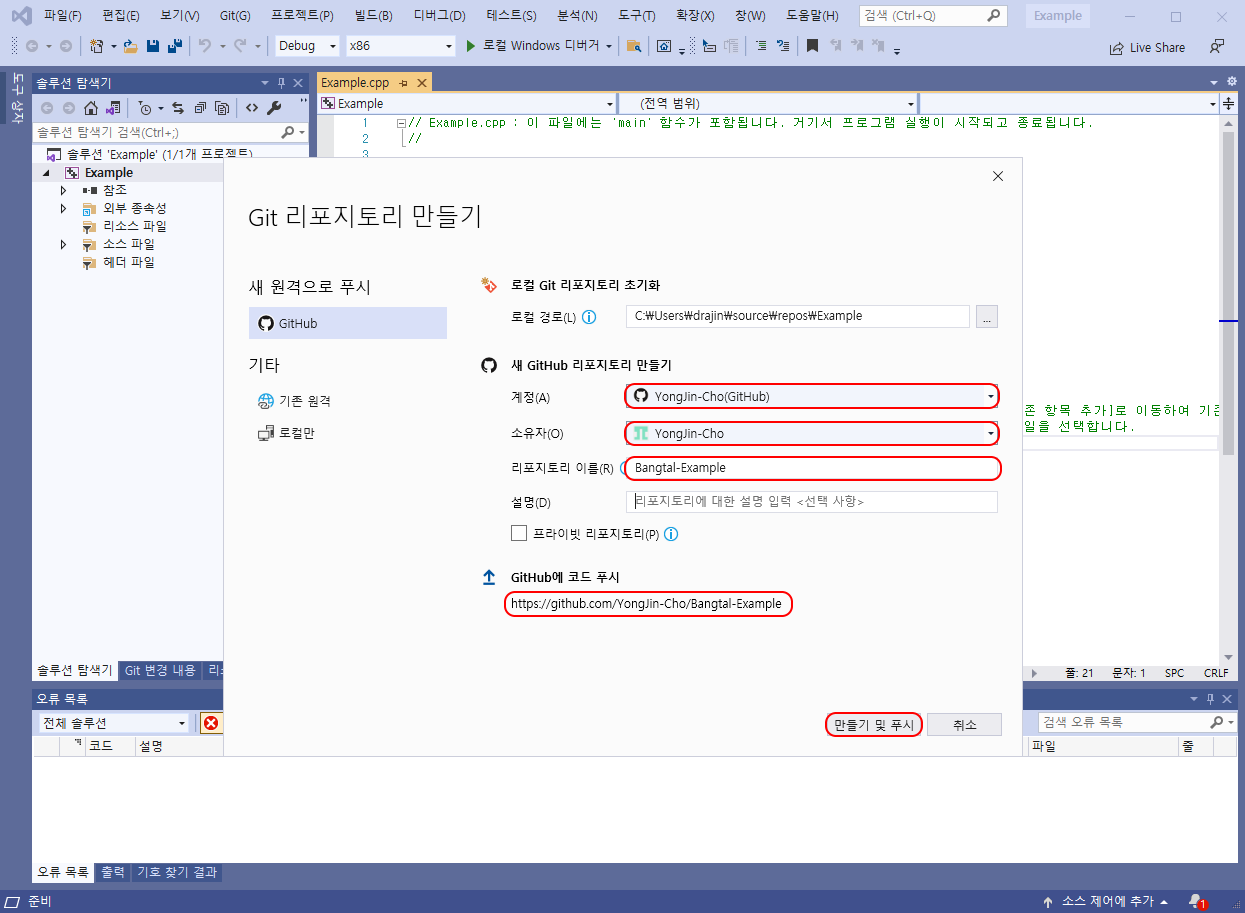 파일(F) 편집(E) 보기(V) Git(G) 프로젝트(P) 빌드(B) 디버그(D) 테스트(S) 분석(N) 도구(T) 확장(X) 창(W) 도움말(H) 검색 (Ctrl+Q) Example
Debug x86 로컬 Windows 디버거 Live Share
도구 상자
솔루션 탐색기
Example.cpp
Example (전역 범위)
솔루션 탐색기 검색(Ctrl+;)
솔루션 'Example' (1/1개 프로젝트)
Example
참조
외부 종속성
리소스 파일
소스 파일
헤더 파일
1 // Example.cpp : 이 파일에는 'main' 함수가 포함됩니다. 거기서 프로그램 실행이 시작되고 종료됩니다.
2 //
3
Git 리포지토리 만들기
새 원격으로 푸시
GitHub
기타
기존 원격
로컬만
로컬 Git 리포지토리 초기화
로컬 경로(L) C:₩Users₩drajin₩source₩repos₩Example ...
새 GitHub 리포지토리 만들기
계정(A) YongJin-Cho(GitHub)
소유자(O) YongJin-Cho
리포지토리 이름(R) Bangtal-Example
설명(D) 리포지토리에 대한 설명 입력 <선택 사항>
프라이빗 리포지토리(P)
GitHub에 코드 푸시
https://github.com/YongJin-Cho/Bangtal-Example
만들기 및 푸시 취소
존 항목 추가]로 이동하여 기존
일을 선택합니다.
솔루션 탐색기 Git 변경 내용 리소
줄: 21 문자: 1 SPC CRLF
오류 목록
전체 솔루션 검색 오류 목록
코드 설명 파일 줄
오류 목록 출력 기호 찾기 결과
준비 소스 제어에 추가 1